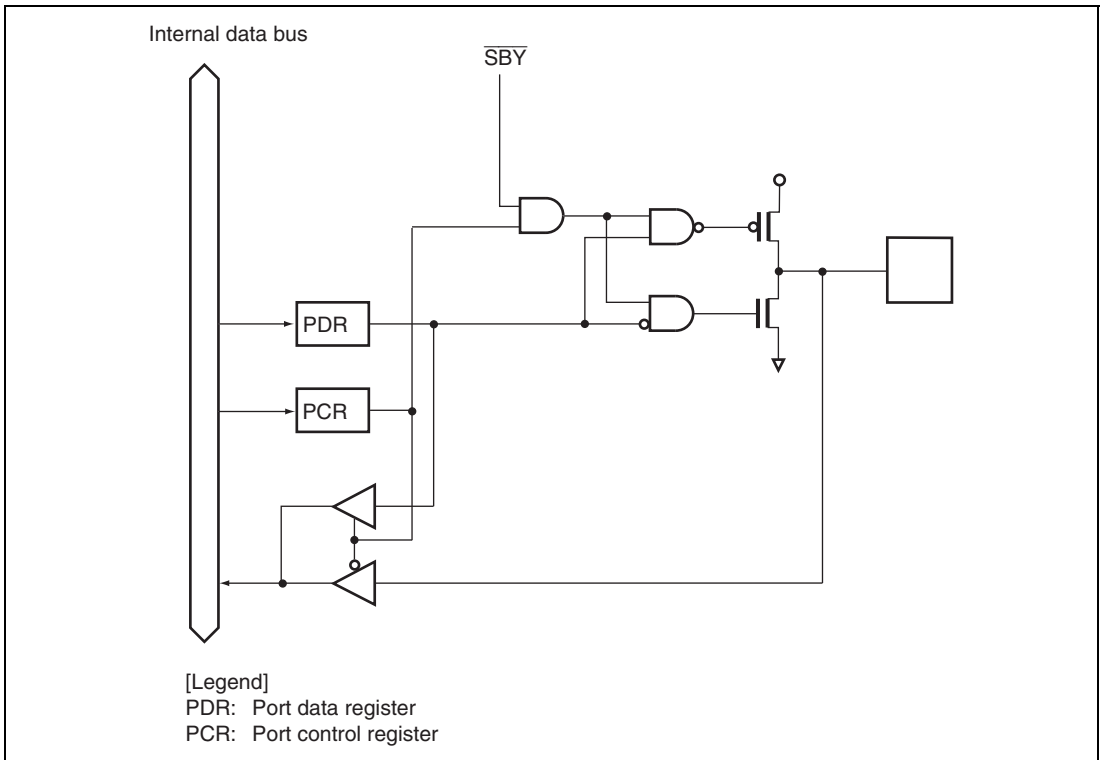 Internal data bus
SBY
PDR
PCR
[Legend]
PDR: Port data register
PCR: Port control register